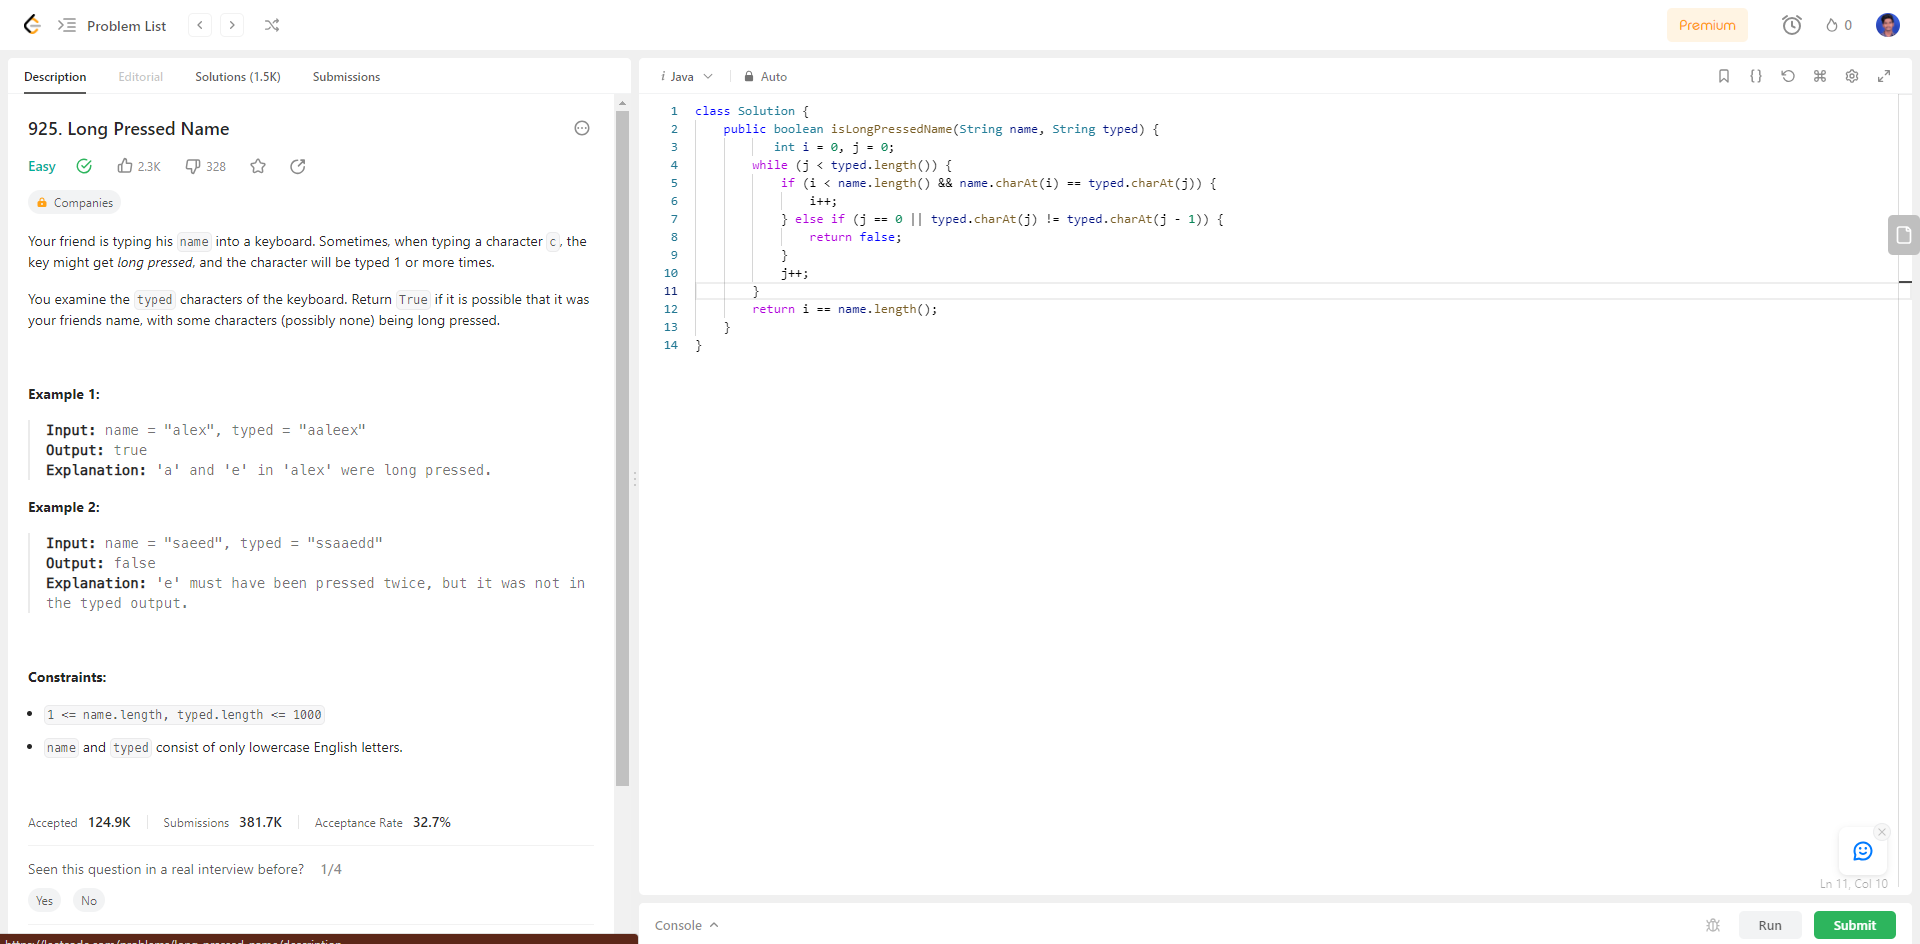 Problem List
Premium
0
Description
Editorial
Solutions (1.5K)
Submissions
925. Long Pressed Name
Easy
2.3K
328
Companies
Your friend is typing his name into a keyboard. Sometimes, when typing a character c, the
key might get long pressed, and the character will be typed 1 or more times.
You examine the typed characters of the keyboard. Return True if it is possible that it was
your friends name, with some characters (possibly none) being long pressed.
Example 1:
Input: name = "alex", typed = "aaleex"
Output: true
Explanation: 'a' and 'e' in 'alex' were long pressed.
Example 2:
Input: name = "saeed", typed = "ssaaedd"
Output: false
Explanation: 'e' must have been pressed twice, but it was not in
the typed output.
Constraints:
• 1 <= name.length, typed.length <= 1000
• name and typed consist of only lowercase English letters.
Accepted 124.9K
Submissions 381.7K
Acceptance Rate 32.7%
Seen this question in a real interview before? 1/4
Yes
No
i Java
Auto
1 class Solution {
2 public boolean isLongPressedName(String name, String typed) {
3 int i = 0, j = 0;
4 while (j < typed.length()) {
5 if (i < name.length() && name.charAt(i) == typed.charAt(j)) {
6 i++;
7 } else if (j == 0 || typed.charAt(j) != typed.charAt(j - 1)) {
8 return false;
9 }
10 j++;
11 }
12 return i == name.length();
13 }
14 }
Ln 11, Col 10
Console
Run
Submit